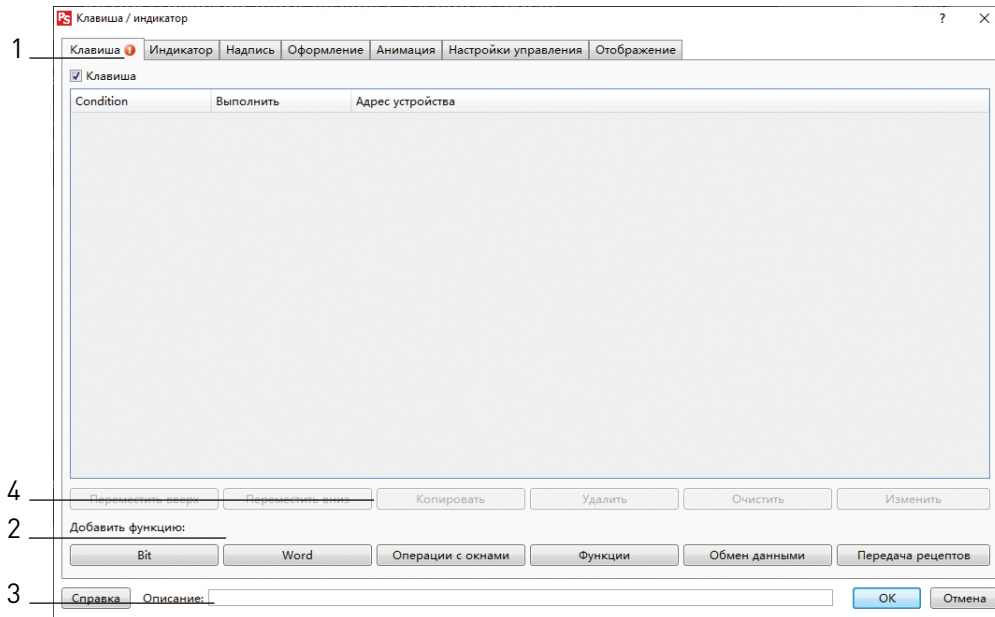 PS Клавиша / индикатор ?
1 Клавиша Индикатор Надпись Оформление Анимация Настройки управления Отображение
Клавиша
Condition Выполнить Адрес устройства
4 Переместить вверх Переместить вниз Копировать Удалить Очистить Изменить
Добавить функцию:
2
Bit Word Операции с окнами Функции Обмен данными Передача рецептов
3 Справка Описание: OK Отмена